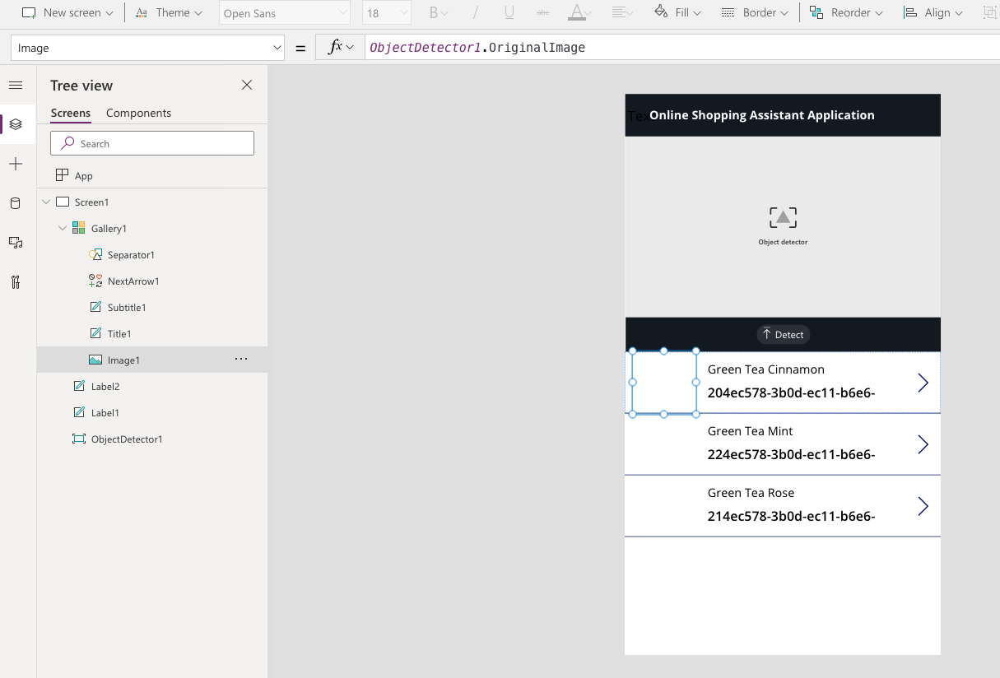 New screen
Theme
Open Sans
18
B
/
U
abc
A
Fill
Border
Reorder
Align
Image
=
fx
ObjectDetector1.OriginalImage
Tree view
Screens
Components
Search
App
Screen1
Gallery1
Separator1
NextArrow1
Subtitle1
Title1
Image1
Label2
Label1
ObjectDetector1
Tex
Online Shopping Assistant Application
Object detector
Detect
Green Tea Cinnamon
204ec578-3b0d-ec11-b6e6-
Green Tea Mint
224ec578-3b0d-ec11-b6e6-
Green Tea Rose
214ec578-3b0d-ec11-b6e6-